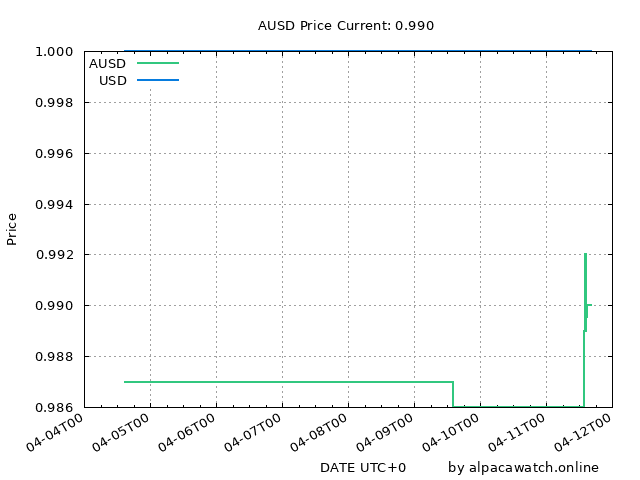 AUSD Price Current: 0.990
1.000
AUSD
USD
0.998
0.996
0.994
Price
0.992
0.990
0.988
0.986
04-04T00 04-05T00 04-06T00 04-07T00 04-08T00 04-09T00 04-10T00 04-11T00 04-12T00
DATE UTC+0 by alpacawatch.online